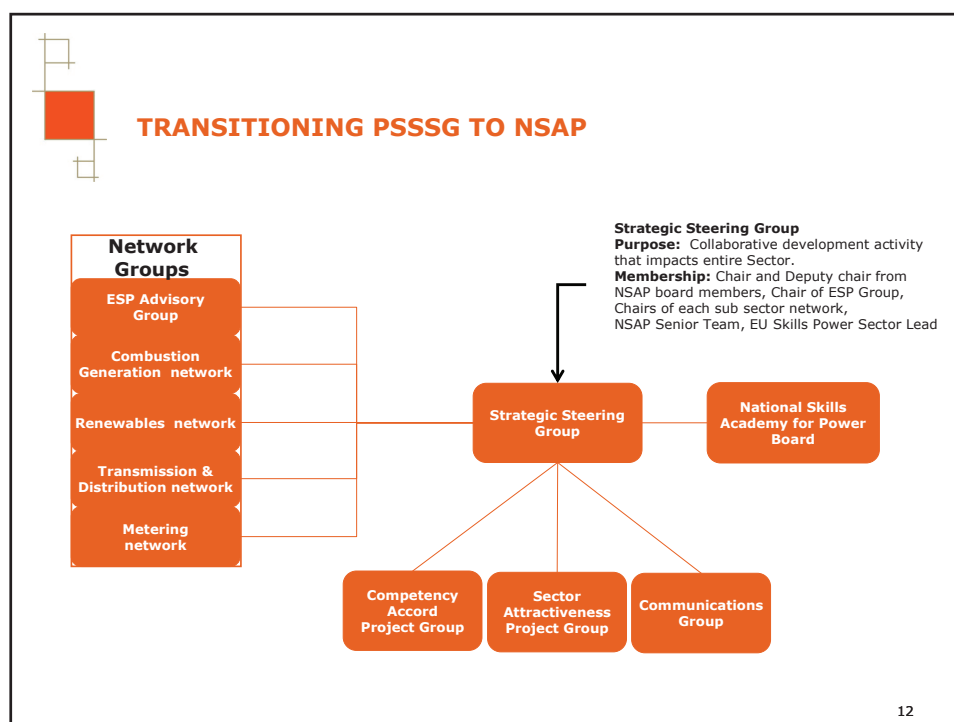 TRANSITIONING PSSSG TO NSAP
Network
Groups
ESP Advisory
Group
Combustion
Generation network
Renewables network
Transmission &
Distribution network
Metering
network
Strategic Steering Group
Purpose: Collaborative development activity
that impacts entire Sector.
Membership: Chair and Deputy chair from
NSAP board members, Chair of ESP Group,
Chairs of each sub sector network,
NSAP Senior Team, EU Skills Power Sector Lead
Strategic Steering
Group
National Skills
Academy for Power
Board
Competency
Accord
Project Group
Sector
Attractiveness
Project Group
Communications
Group
12